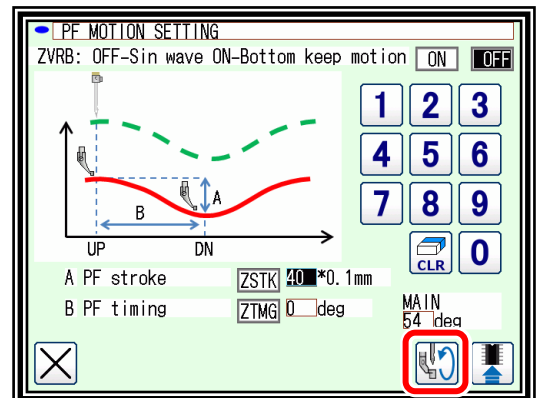 PF MOTION SETTING
ZVRB: OFF-Sin wave ON-Bottom keep motion ON OFF
1 2 3
4 5 6
7 8 9
CLR 0
A
B
UP DN
A PF stroke ZSTK 40 *0.1mm
B PF timing ZTMG 0 deg
MAIN
54 deg